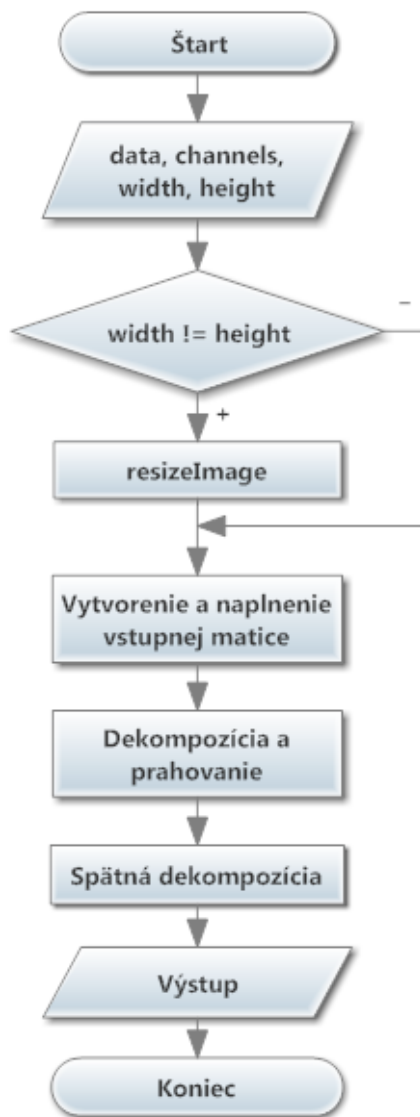 Štart
data, channels,
width, height
width != height
–
+
resizeImage
Vytvorenie a naplnenie
vstupnej matice
Dekompozícia a
prahovanie
Spätná dekompozícia
Výstup
Koniec